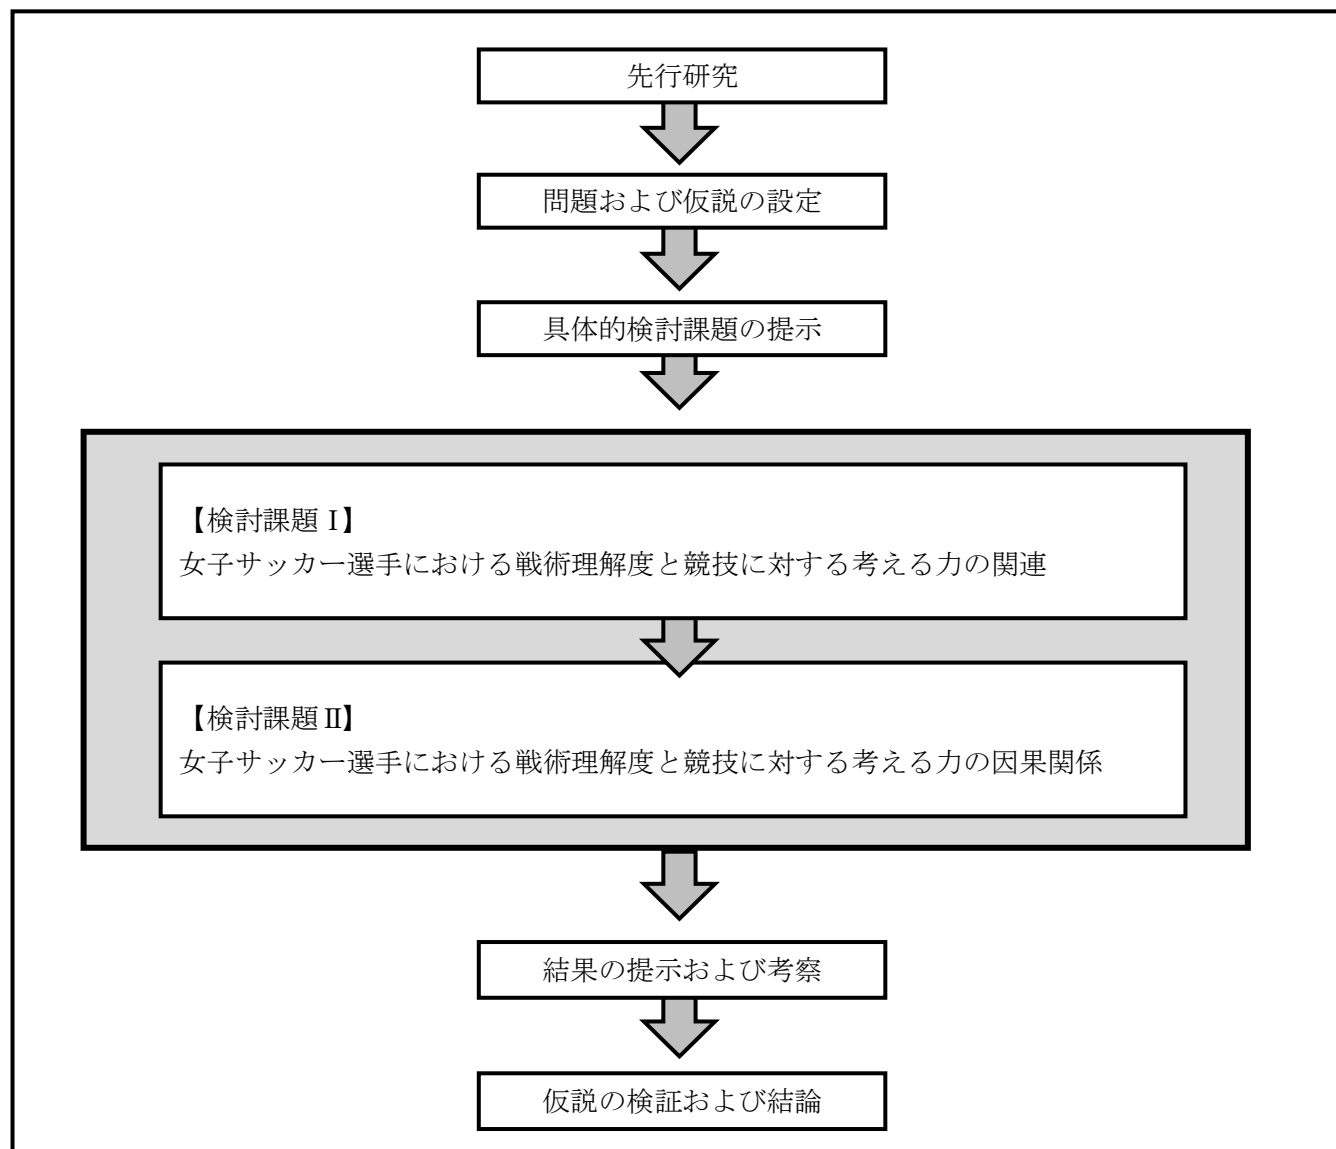 先行研究
問題および仮説の設定
具体的検討課題の提示
【検討課題Ⅰ】
女子サッカー選手における戦術理解度と競技に対する考える力の関連
【検討課題Ⅱ】
女子サッカー選手における戦術理解度と競技に対する考える力の因果関係
結果の提示および考察
仮説の検証および結論